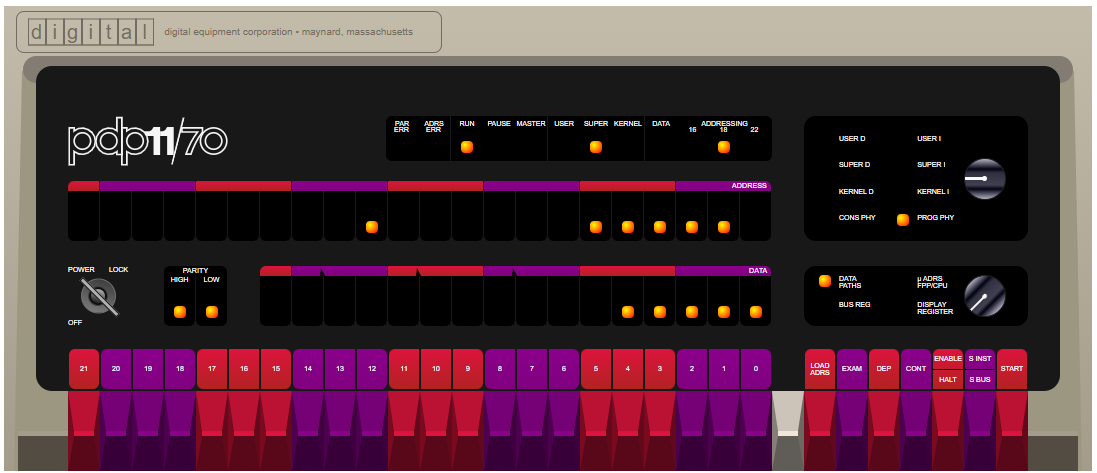 digital digital equipment corporation • maynard, massachusetts
PAR ERR ADRS ERR RUN PAUSE MASTER USER SUPER KERNEL DATA ADDRESSING 16 18 22
pdp11/70
ADDRESS
USER D USER I
SUPER D SUPER I
KERNEL D KERNEL I
CONS PHY PROG PHY
POWER LOCK
OFF
PARITY
HIGH LOW
DATA
DATA PATHS µ ADRS FPP/CPU
BUS REG DISPLAY REGISTER
21 20 19 18 17 16 15 14 13 12 11 10 9 8 7 6 5 4 3 2 1 0
LOAD ADRS EXAM DEP CONT ENABLE HALT S INST S BUS START